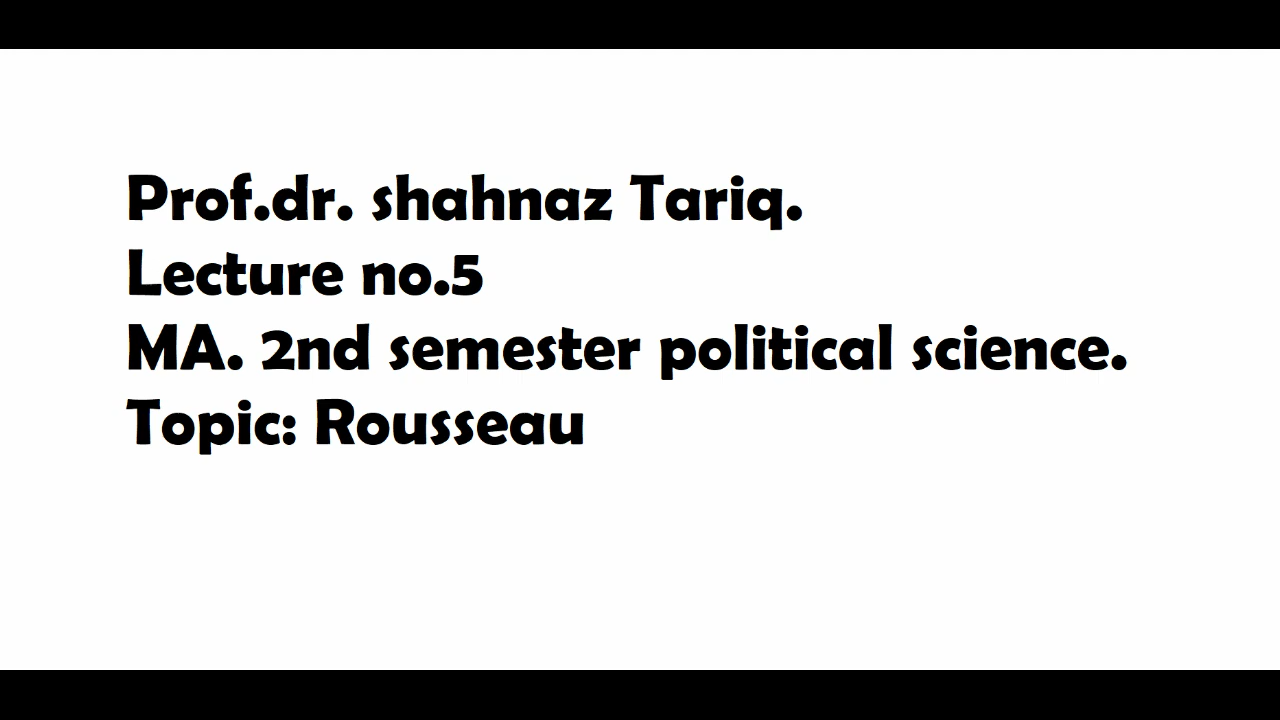 Prof.dr. shahnaz Tariq.
Lecture no.5
MA. 2nd semester political science.
Topic: Rousseau